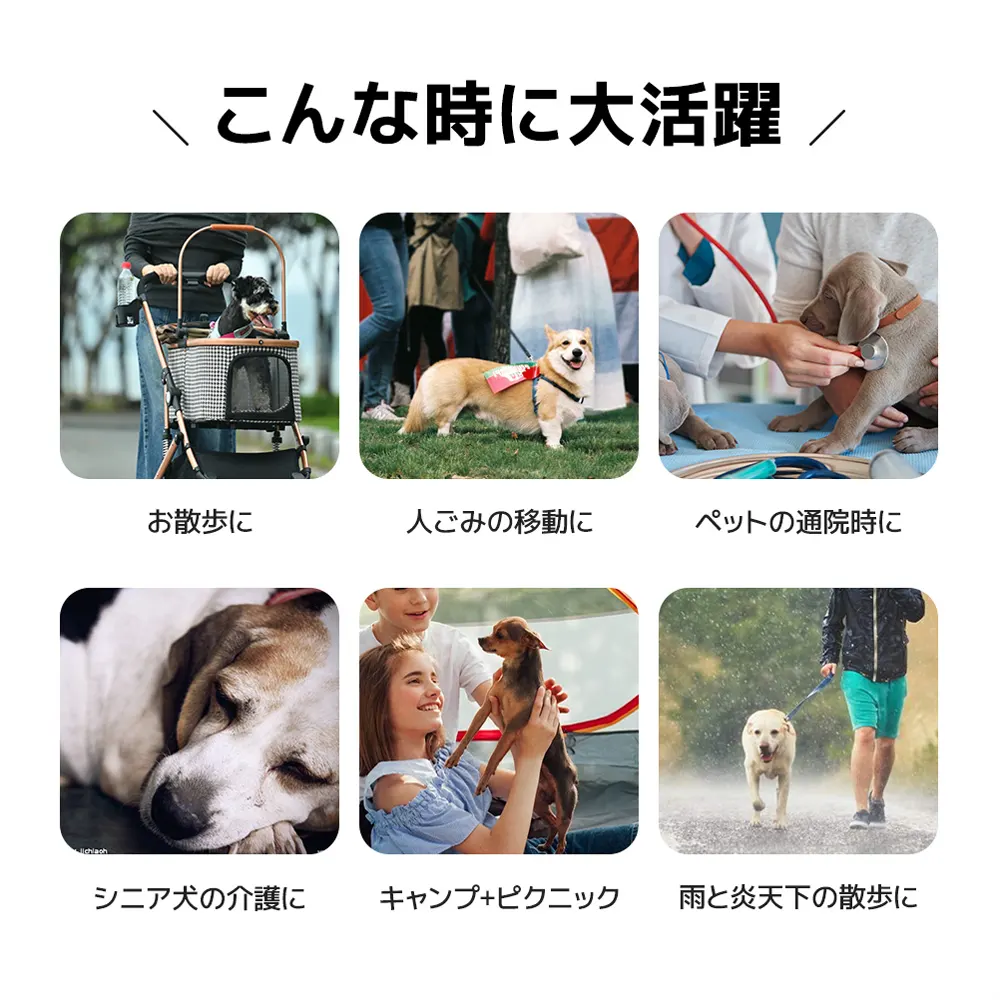 こんな時に大活躍
お散歩に
人ごみの移動に
ペットの通院時に
シニア犬の介護に
キャンプ+ピクニック
雨と炎天下の散歩に